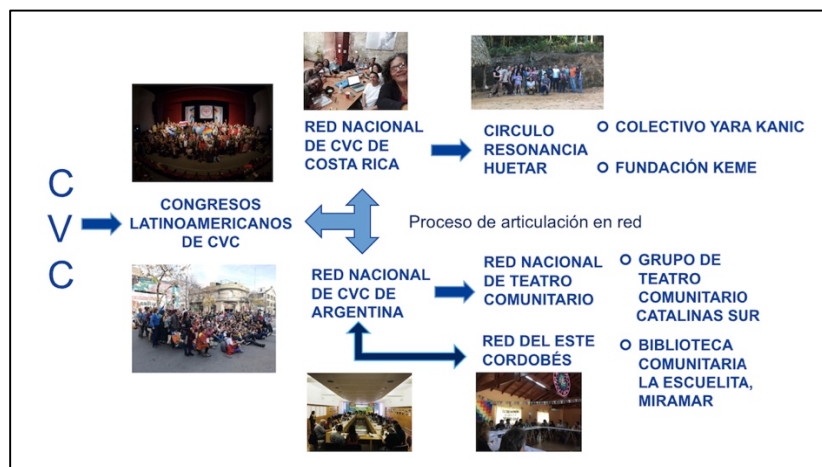 C
V
C
CONGRESOS
LATINOAMERICANOS
DE CVC
RED NACIONAL
DE CVC DE
COSTA RICA
CIRCULO
RESONANCIA
HUETAR
COLECTIVO YARA KANIC
FUNDACIÓN KEME
Proceso de articulación en red
RED NACIONAL
DE CVC DE
ARGENTINA
RED NACIONAL
DE TEATRO
COMUNITARIO
GRUPO DE
TEATRO
COMUNITARIO
CATALINAS SUR
RED DEL ESTE
CORDOBÉS
BIBLIOTECA
COMUNITARIA
LA ESCUELITA,
MIRAMAR